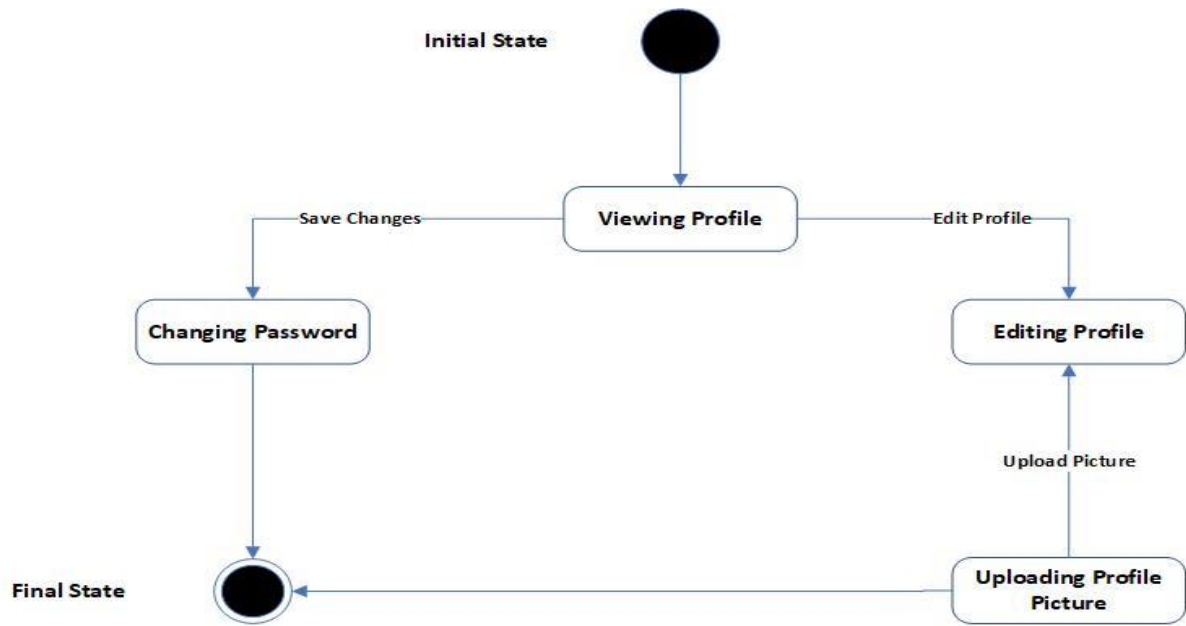 Initial State
Save Changes
Viewing Profile
Edit Profile
Changing Password
Editing Profile
Upload Picture
Final State
Uploading Profile
Picture